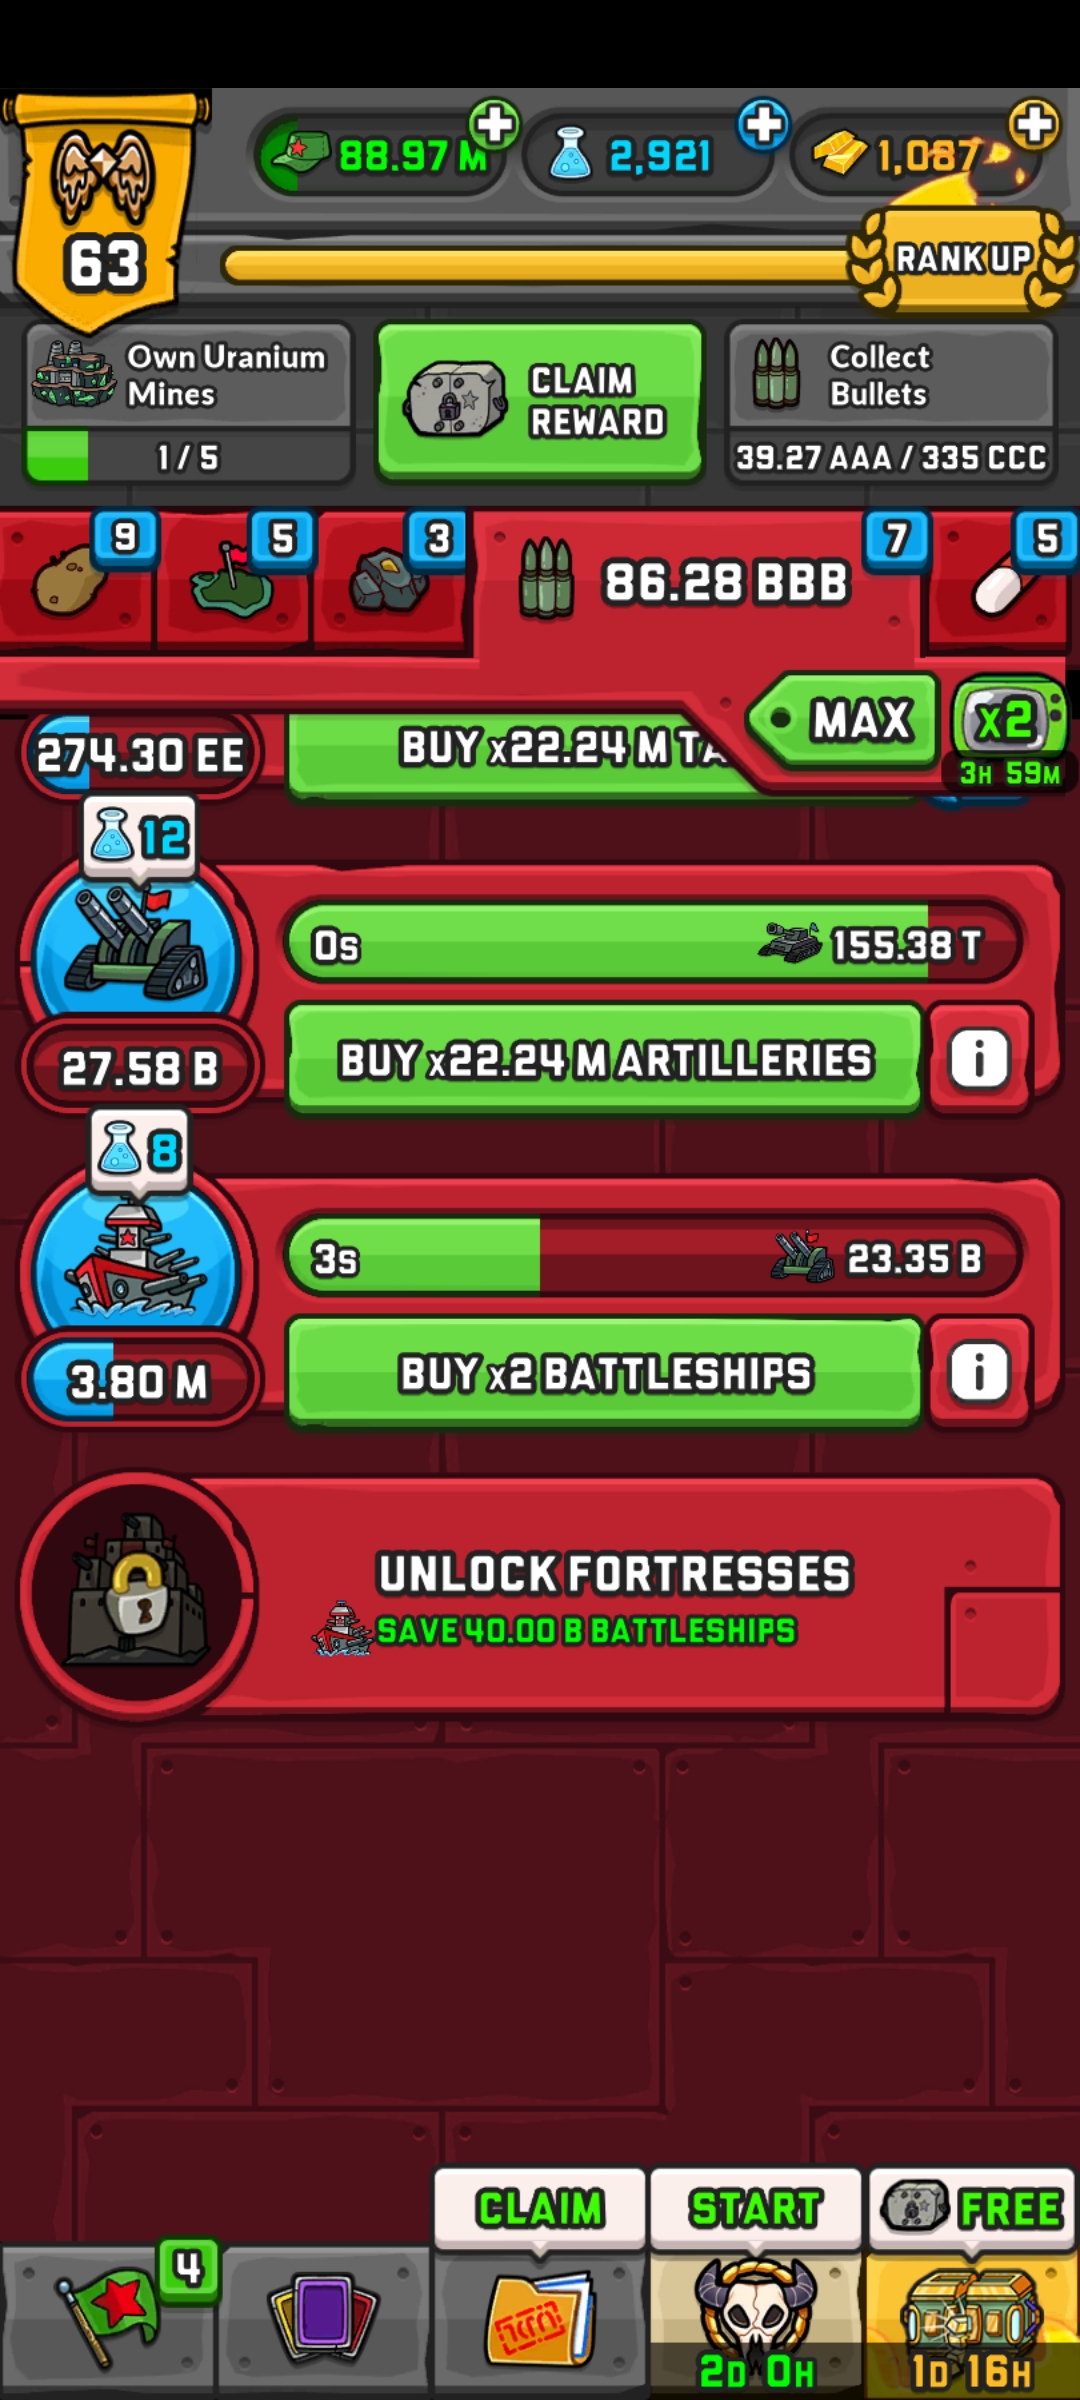 88.97 M
2,921
1,087
63
RANK UP
Own Uranium
Mines
1 / 5
CLAIM
REWARD
Collect
Bullets
39.27 AAA / 335 CCC
9
5
3
86.28 BBB
7
5
MAX
x2
3H 59M
274.30 EE
BUY x22.24 M TA
12
0s
155.38 T
27.58 B
BUY x22.24 M ARTILLERIES
i
8
3s
23.35 B
3.80 M
BUY x2 BATTLESHIPS
i
UNLOCK FORTRESSES
SAVE 40.00 B BATTLESHIPS
CLAIM
START
FREE
4
2D 0H
1D 16H